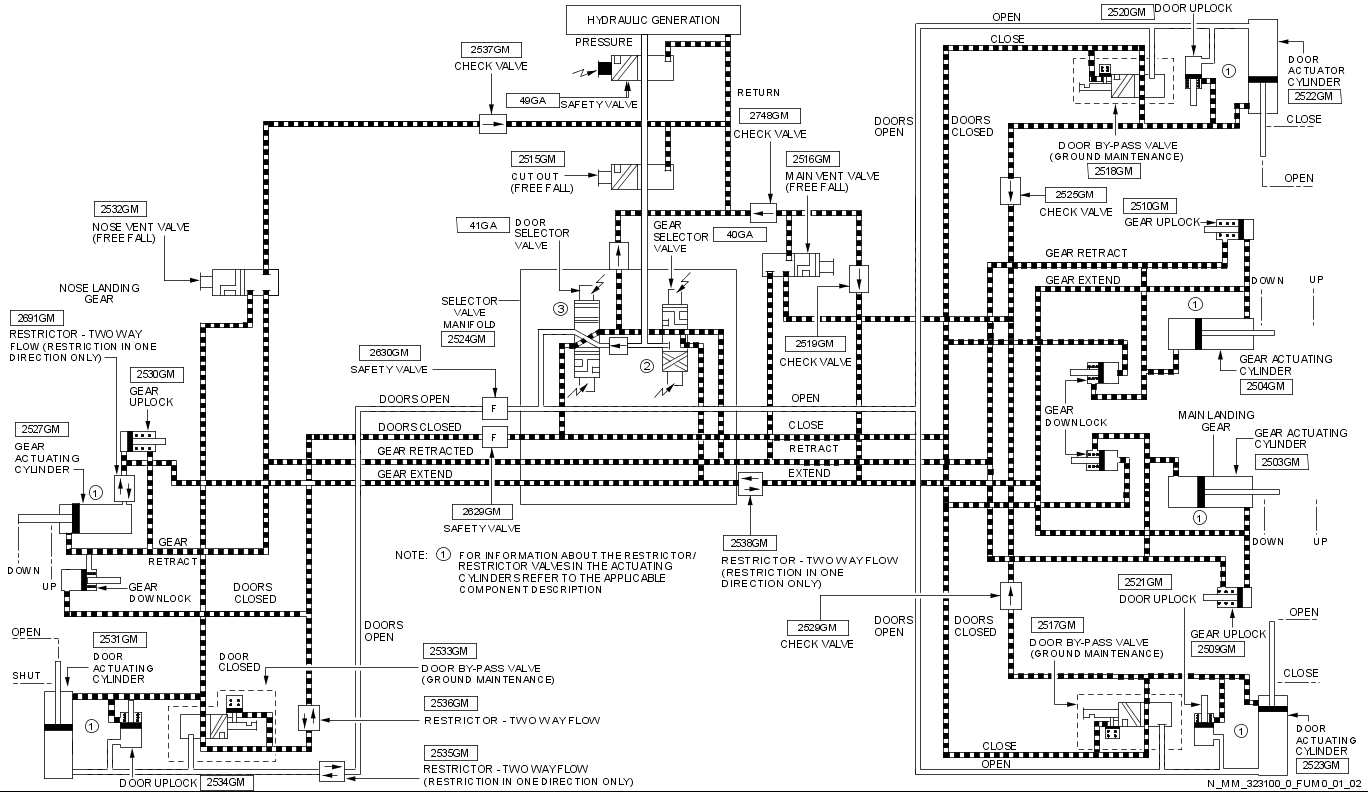 HYDRAULIC GENERATION
PRESSURE
RETURN
2537GM
CHECK VALVE
49GA
SAFETY VALVE
2748GM
CHECK VALVE
2515GM
CUT OUT
(FREE FALL)
2516GM
MAIN VENT VALVE
(FREE FALL)
41GA
DOOR
SELECTOR
VALVE
GEAR
SELECTOR
VALVE
40GA
2532GM
NOSE VENT VALVE
(FREE FALL)
NOSE LANDING
GEAR
2691GM
RESTRICTOR - TWO WAY
FLOW (RESTRICTION IN ONE
DIRECTION ONLY)
2530GM
GEAR
UPLOCK
2527GM
GEAR
ACTUATING
CYLINDER
1
DOWN
UP
GEAR
RETRACT
GEAR
DOWNLOCK
DOORS
CLOSED
SELECTOR
VALVE
MANIFOLD
2524GM
3
2
2630GM
SAFETY VALVE
2519GM
CHECK VALVE
DOORS OPEN
F
OPEN
DOORS CLOSED
F
CLOSE
GEAR RETRACTED
RETRACT
GEAR EXTEND
EXTEND
2629GM
SAFETY VALVE
2538GM
RESTRICTOR - TWO WAY FLOW
(RESTRICTION IN ONE
DIRECTION ONLY)
NOTE: 1 FOR INFORMATION ABOUT THE RESTRICTOR/
RESTRICTOR VALVES IN THE ACTUATING
CYLINDERS REFER TO THE APPLICABLE
COMPONENT DESCRIPTION
2529GM
CHECK VALVE
OPEN
SHUT
2531GM
DOOR
ACTUATING
CYLINDER
1
DOOR
CLOSED
DOORS
OPEN
2533GM
DOOR BY-PASS VALVE
(GROUND MAINTENANCE)
2536GM
RESTRICTOR - TWO WAY FLOW
2535GM
RESTRICTOR - TWO WAY FLOW
(RESTRICTION IN ONE DIRECTION ONLY)
DOOR UPLOCK
2534GM
OPEN
CLOSE
2520GM
DOOR UPLOCK
1
DOOR
ACTUATOR
CYLINDER
2522GM
CLOSE
OPEN
DOORS
OPEN
DOORS
CLOSED
DOOR BY-PASS VALVE
(GROUND MAINTENANCE)
2518GM
2525GM
CHECK VALVE
2510GM
GEAR UPLOCK
GEAR RETRACT
GEAR EXTEND
DOWN
UP
1
GEAR ACTUATING
CYLINDER
2504GM
GEAR
DOWNLOCK
MAIN LANDING
GEAR
GEAR ACTUATING
CYLINDER
2503GM
1
DOWN
UP
2521GM
DOOR UPLOCK
GEAR UPLOCK
2509GM
DOORS
OPEN
DOORS
CLOSED
2517GM
DOOR BY-PASS VALVE
(GROUND MAINTENANCE)
OPEN
CLOSE
1
CLOSE
OPEN
DOOR
ACTUATING
CYLINDER
2523GM
N_MM_323100_0_FUM0_01_02